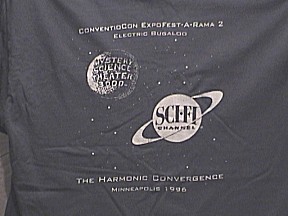 ConventioCon ExpoFest-A-Rama 2
Electric Bugaloo
MYSTERY
SCIENCE
THEATER
3000
SCI-FI
CHANNEL
The Harmonic Convergence
Minneapolis 1996